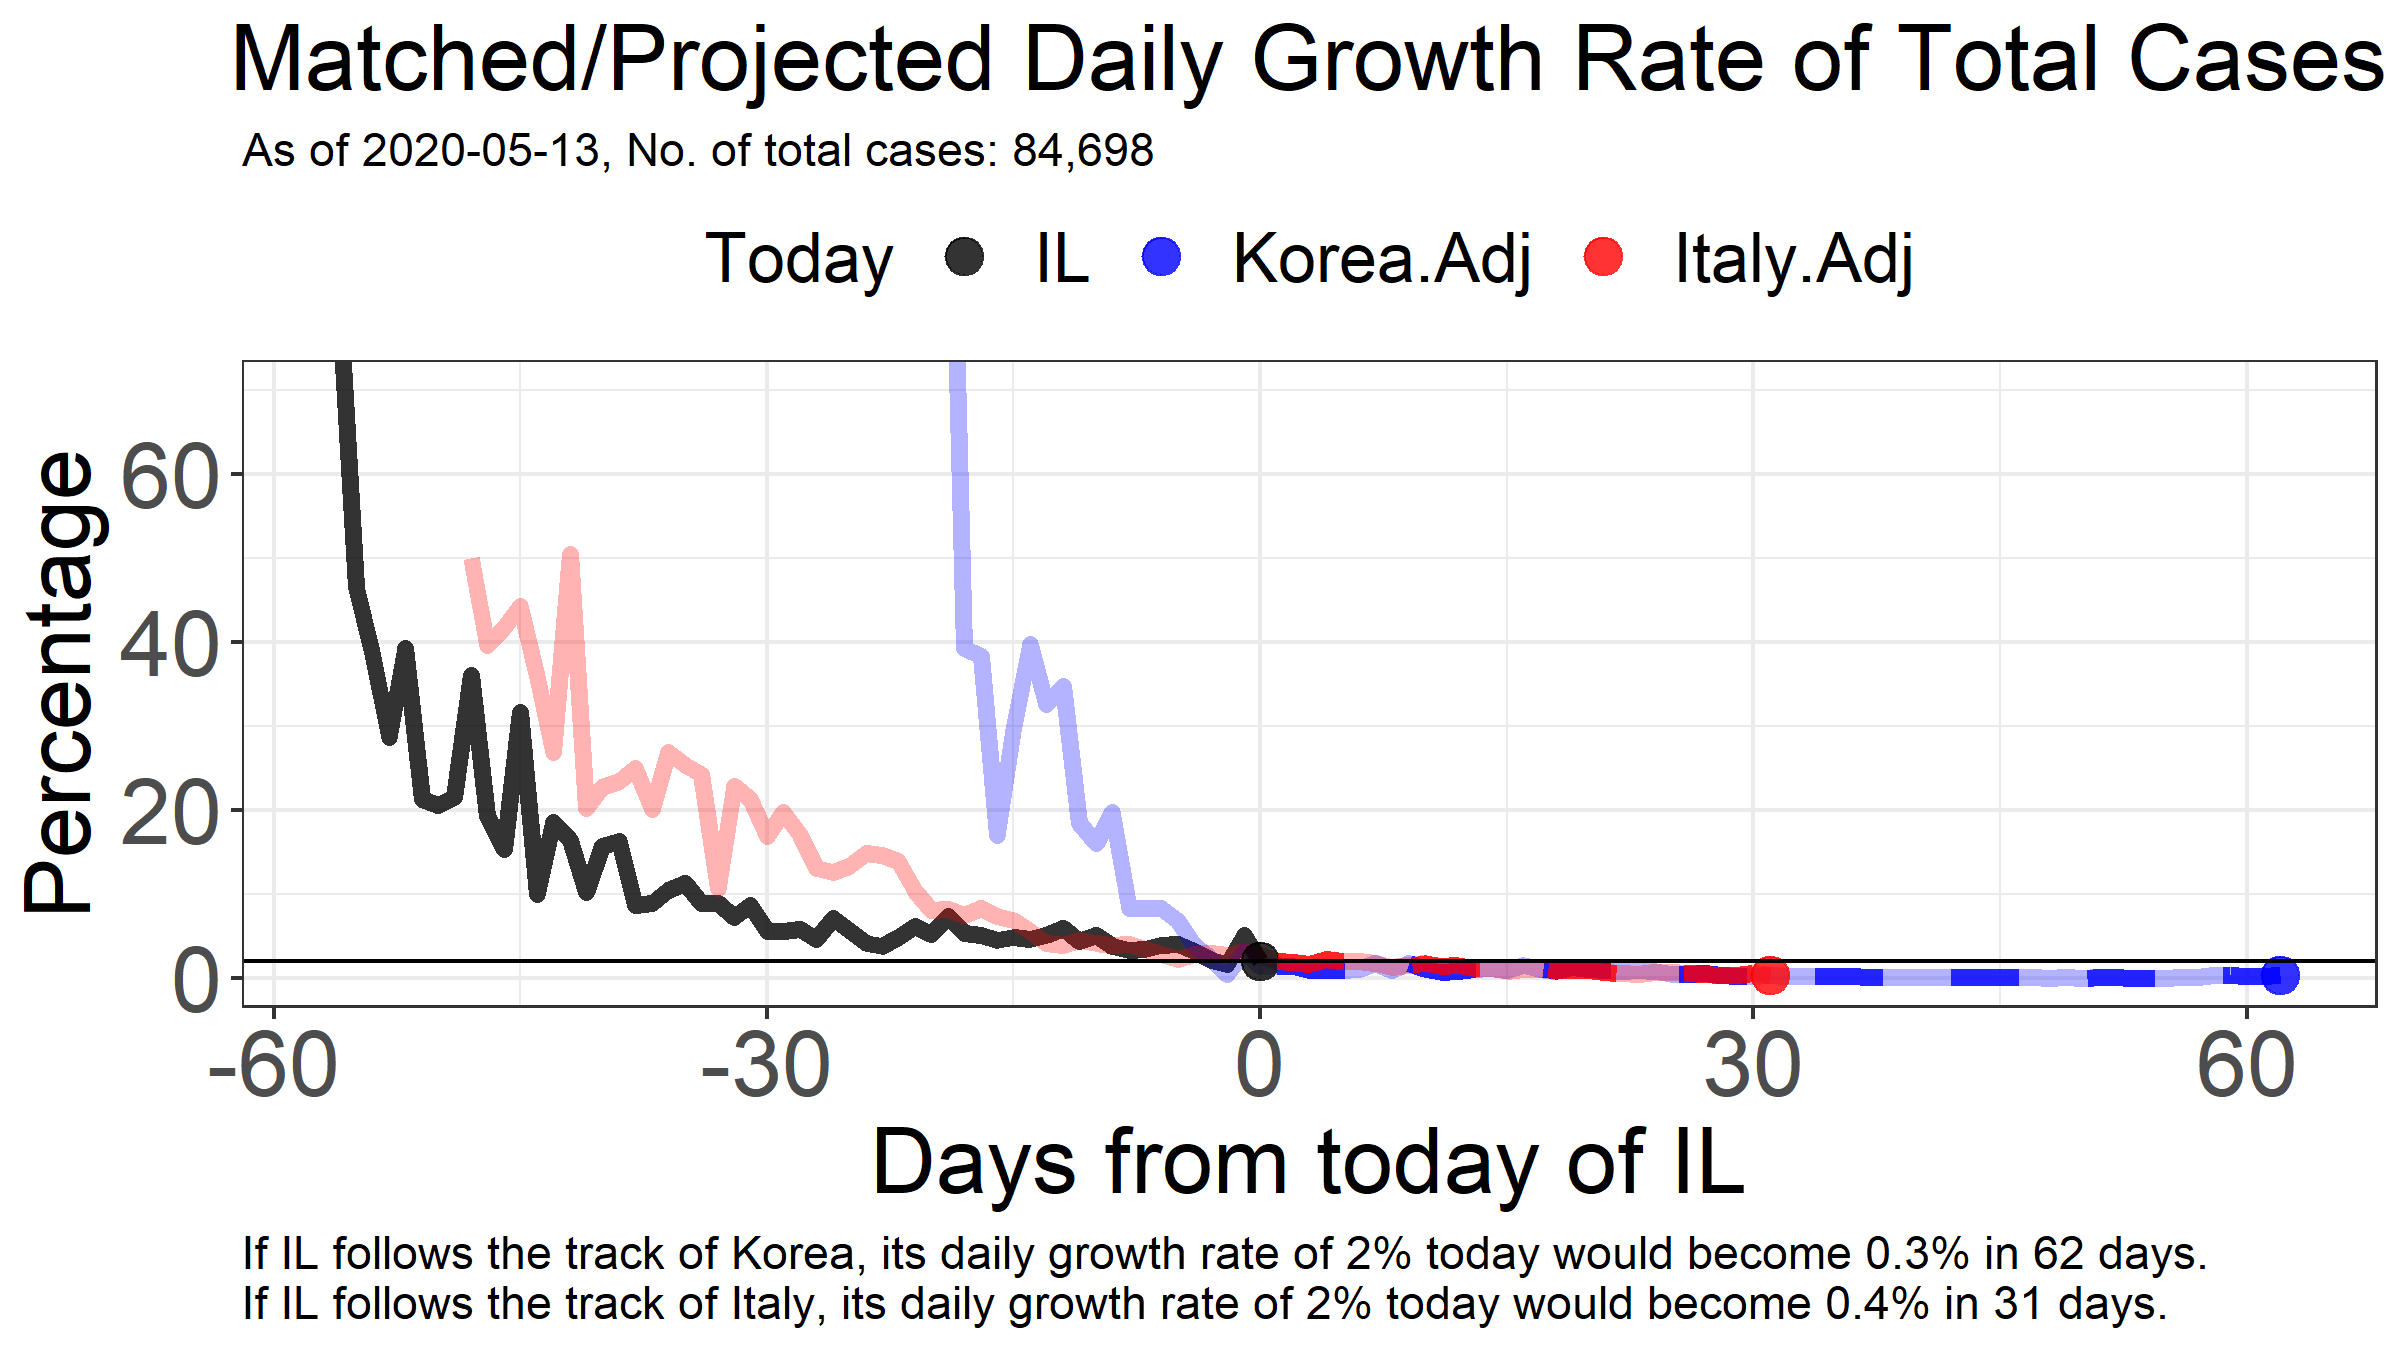 Matched/Projected Daily Growth Rate of Total Cases
As of 2020-05-13, No. of total cases: 84,698
Today IL Korea.Adj Italy.Adj
Percentage
60
40
20
0
-60 -30 0 30 60
Days from today of IL
If IL follows the track of Korea, its daily growth rate of 2% today would become 0.3% in 62 days.
If IL follows the track of Italy, its daily growth rate of 2% today would become 0.4% in 31 days.